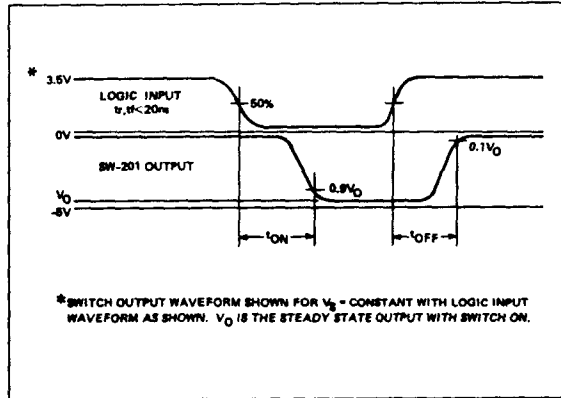 * 3.5V
LOGIC INPUT
tr,tf<20ns
50%
0V
SW-201 OUTPUT
0.1VO
0.9VO
VO
-5V
tON
tOFF
*SWITCH OUTPUT WAVEFORM SHOWN FOR VS = CONSTANT WITH LOGIC INPUT
WAVEFORM AS SHOWN. VO IS THE STEADY STATE OUTPUT WITH SWITCH ON.